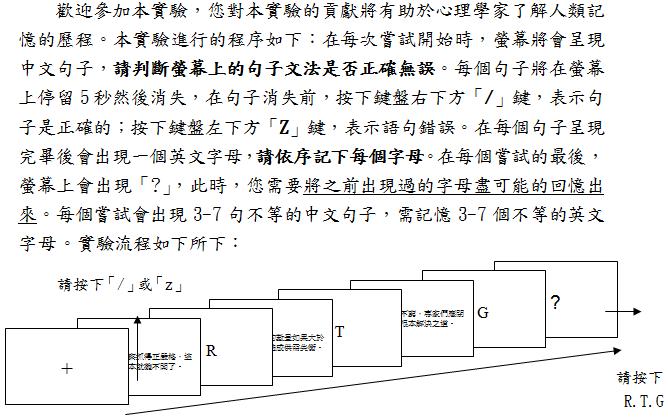 歡迎參加本實驗，您對本實驗的貢獻將有助於心理學家了解人類記
憶的歷程。本實驗進行的程序如下：在每次嘗試開始時，螢幕將會呈現
中文句子，請判斷螢幕上的句子文法是否正確無誤。每個句子將在螢幕
上停留 5 秒然後消失，在句子消失前，按下鍵盤右下方「/」鍵，表示句
子是正確的；按下鍵盤左下方「Z」鍵，表示語句錯誤。在每個句子呈現
完畢後會出現一個英文字母，請依序記下每個字母。在每個嘗試的最後，
螢幕上會出現「?」，此時，您需要將之前出現過的字母盡可能的回憶出
來。每個嘗試會出現 3-7 句不等的中文句子，需記憶 3-7 個不等的英文
字母。實驗流程如下所下：
請按下「/」或「z」
+
R
T
G
?
請按下
R.T.G